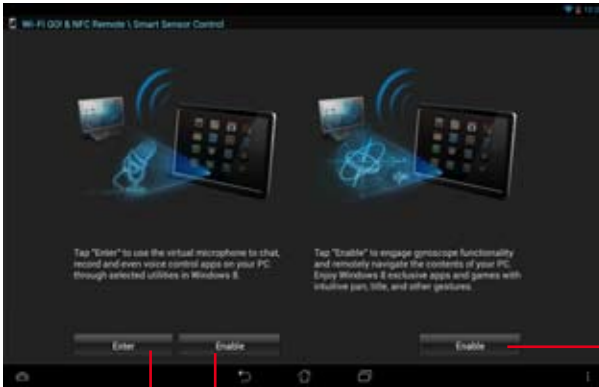 Wi-Fi GO! & NFC Remote \ Smart Sensor Control
Tap "Enter" to use the virtual microphone to chat,
record and even voice control apps on your PC
through selected utilities in Windows 8.
Tap "Enable" to engage gyroscope functionality
and remotely navigate the contents of your PC.
Enjoy Windows 8 exclusive apps and games with
intuitive pan, title, and other gestures.
Enter
Enable
Enable